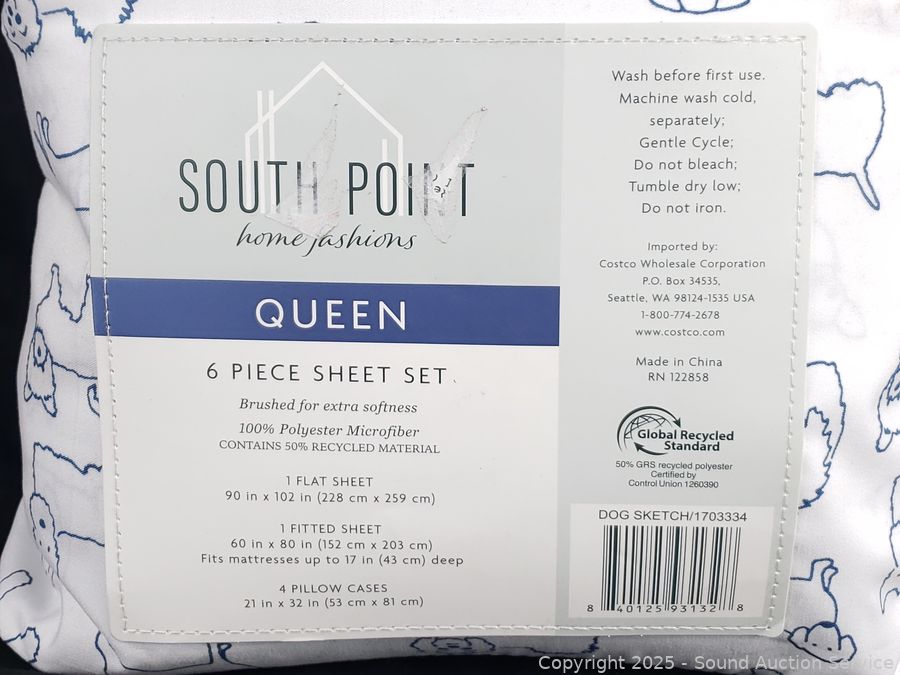 SOUTH POINT
home fashions
QUEEN
6 PIECE SHEET SET
Brushed for extra softness
100% Polyester Microfiber
CONTAINS 50% RECYCLED MATERIAL
1 FLAT SHEET
90 in x 102 in (228 cm x 259 cm)
1 FITTED SHEET
60 in x 80 in (152 cm x 203 cm)
Fits mattresses up to 17 in (43 cm) deep
4 PILLOW CASES
21 in x 32 in (53 cm x 81 cm)
Wash before first use.
Machine wash cold,
separately;
Gentle Cycle;
Do not bleach;
Tumble dry low;
Do not iron.
Imported by:
Costco Wholesale Corporation
P.O. Box 34535,
Seattle, WA 98124-1535 USA
1-800-774-2678
www.costco.com
Made in China
RN 122858
Global Recycled
Standard
50% GRS recycled polyester
Certified by
Control Union 1260390
DOG SKETCH/1703334
8 40125 93132 8
Copyright 2025 - Sound Auction Service